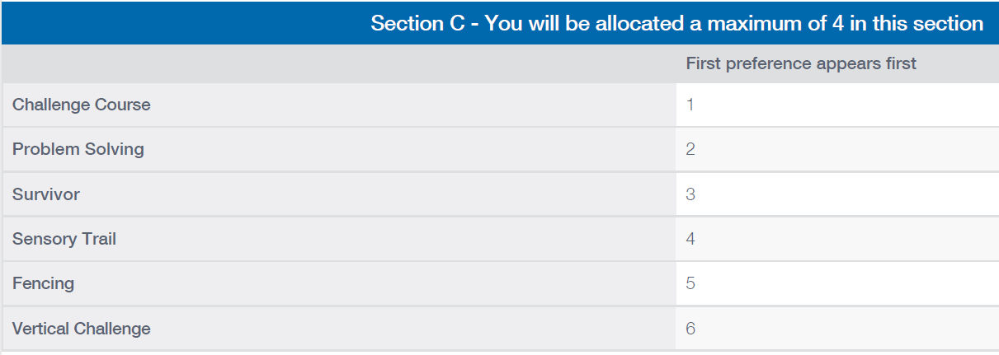 Section C - You will be allocated a maximum of 4 in this section
First preference appears first
Challenge Course 1
Problem Solving 2
Survivor 3
Sensory Trail 4
Fencing 5
Vertical Challenge 6